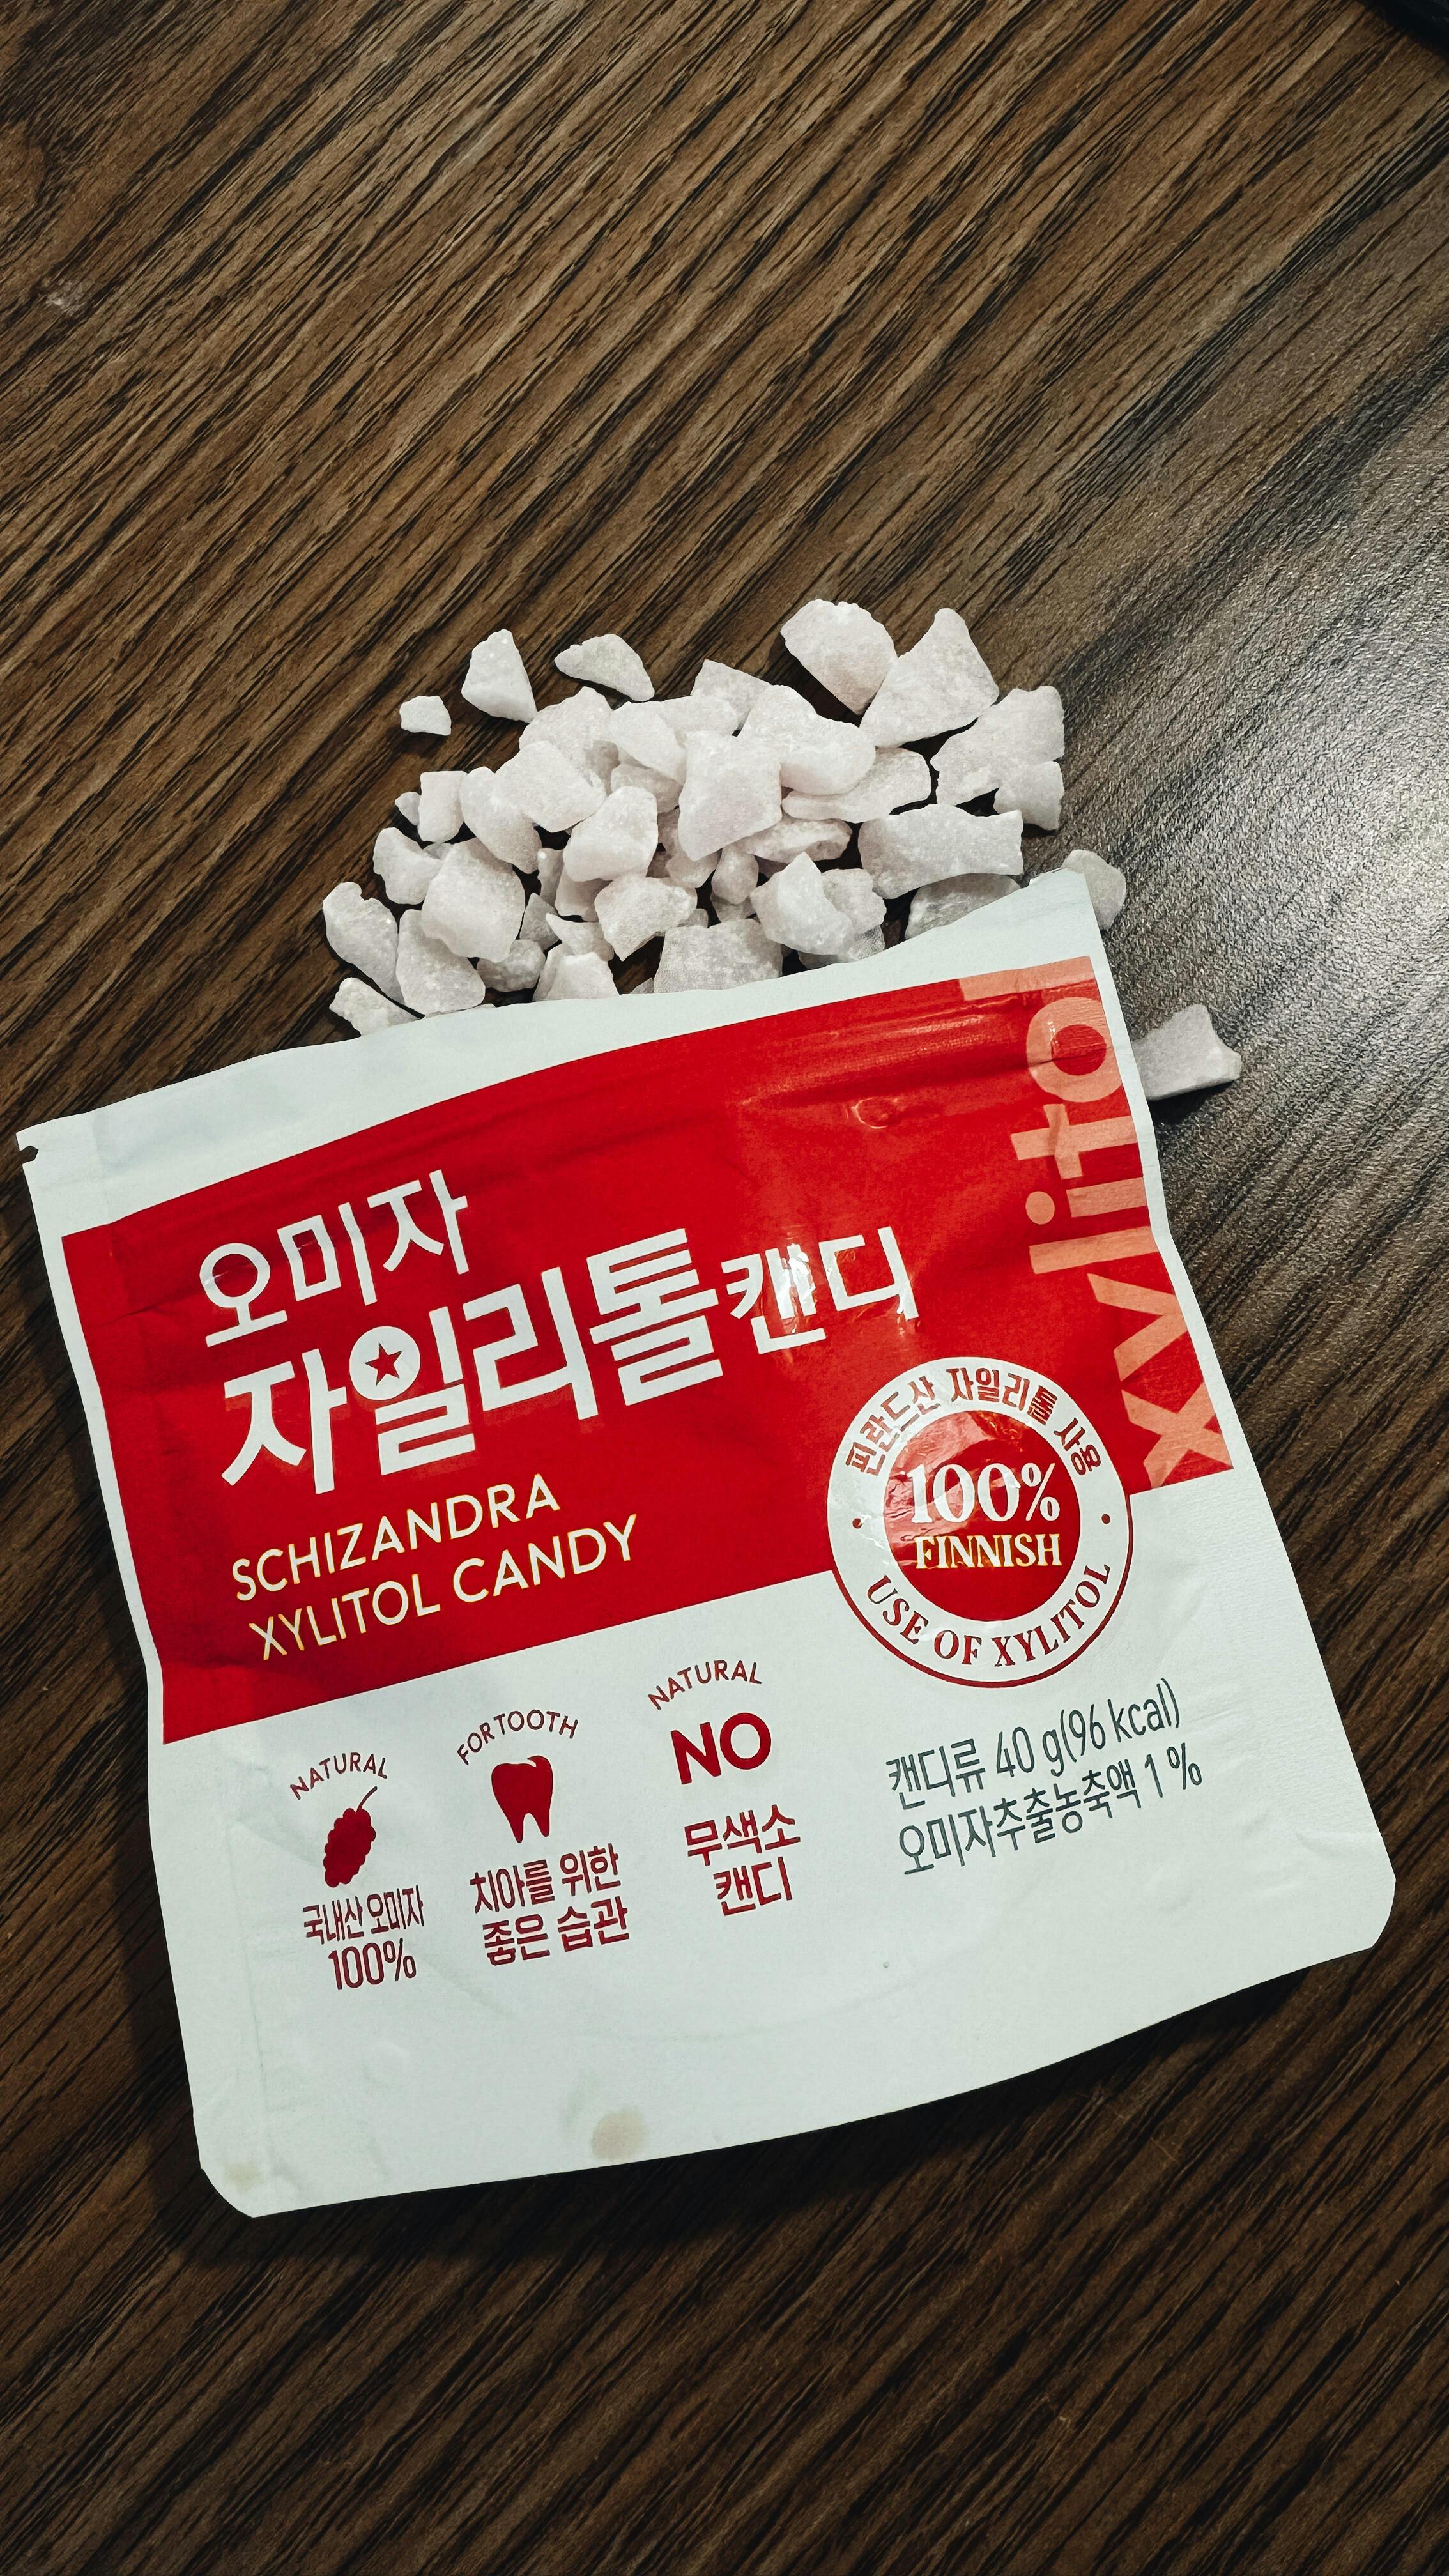 오미자
자일리톨캔디
SCHIZANDRA
XYLITOL CANDY
xylitol
핀란드산 자일리톨 사용
100%
FINNISH
USE OF XYLITOL
NATURAL
국내산 오미자
100%
FOR TOOTH
치아를 위한
좋은 습관
NATURAL
NO
무색소
캔디
캔디류 40 g(96 kcal)
오미자추출농축액 1 %